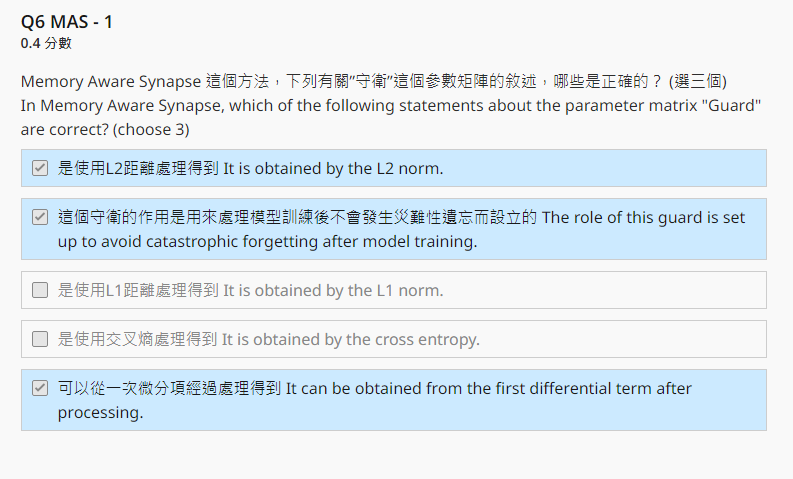 Q6 MAS - 1
0.4 分數
Memory Aware Synapse 這個方法，下列有關”守衛“這個參數矩陣的敘述，哪些是正確的？ (選三個)
In Memory Aware Synapse, which of the following statements about the parameter matrix "Guard"
are correct? (choose 3)
是使用L2距離處理得到 It is obtained by the L2 norm.
這個守衛的作用是用來處理模型訓練後不會發生災難性遺忘而設立的 The role of this guard is set
up to avoid catastrophic forgetting after model training.
是使用L1距離處理得到 It is obtained by the L1 norm.
是使用交叉熵處理得到 It is obtained by the cross entropy.
可以從一次微分項經過處理得到 It can be obtained from the first differential term after
processing.